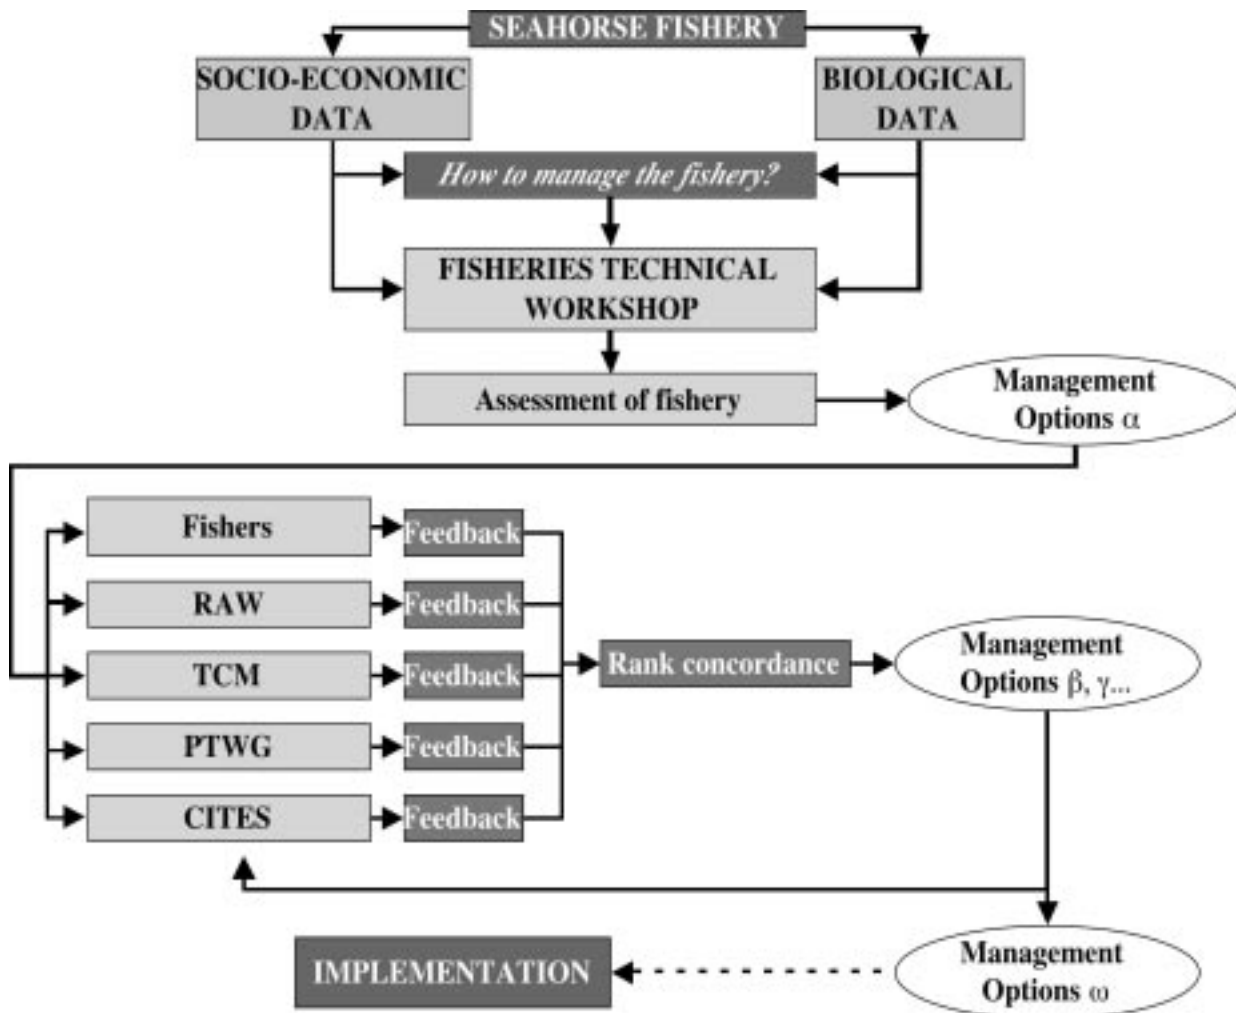 SEAHORSE FISHERY
SOCIO-ECONOMIC
DATA
BIOLOGICAL
DATA
How to manage the fishery?
FISHERIES TECHNICAL
WORKSHOP
Assessment of fishery
Management
Options α
Fishers
Feedback
RAW
Feedback
TCM
Feedback
PTWG
Feedback
CITES
Feedback
Rank concordance
Management
Options β, γ...
IMPLEMENTATION
Management
Options ω